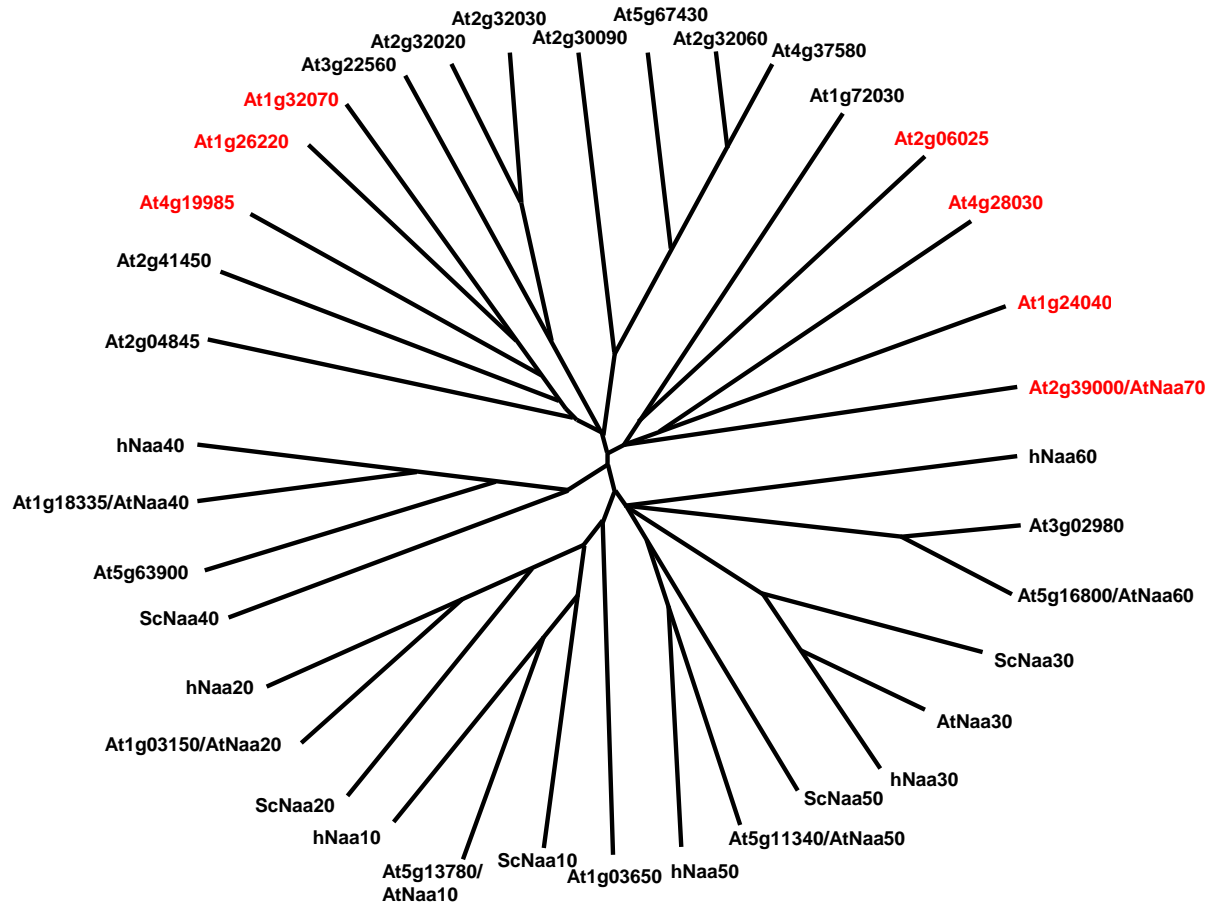 At5g67430
At2g32030
At2g30090
At2g32060
At2g32020
At4g37580
At3g22560
At1g32070
At1g72030
At1g26220
At2g06025
At4g19985
At4g28030
At2g41450
At1g24040
At2g04845
At2g39000/AtNaa70
hNaa40
hNaa60
At1g18335/AtNaa40
At3g02980
At5g63900
At5g16800/AtNaa60
ScNaa40
ScNaa30
hNaa20
AtNaa30
At1g03150/AtNaa20
hNaa30
ScNaa20
ScNaa50
hNaa10
At5g11340/AtNaa50
At5g13780/
AtNaa10
ScNaa10
At1g03650
hNaa50